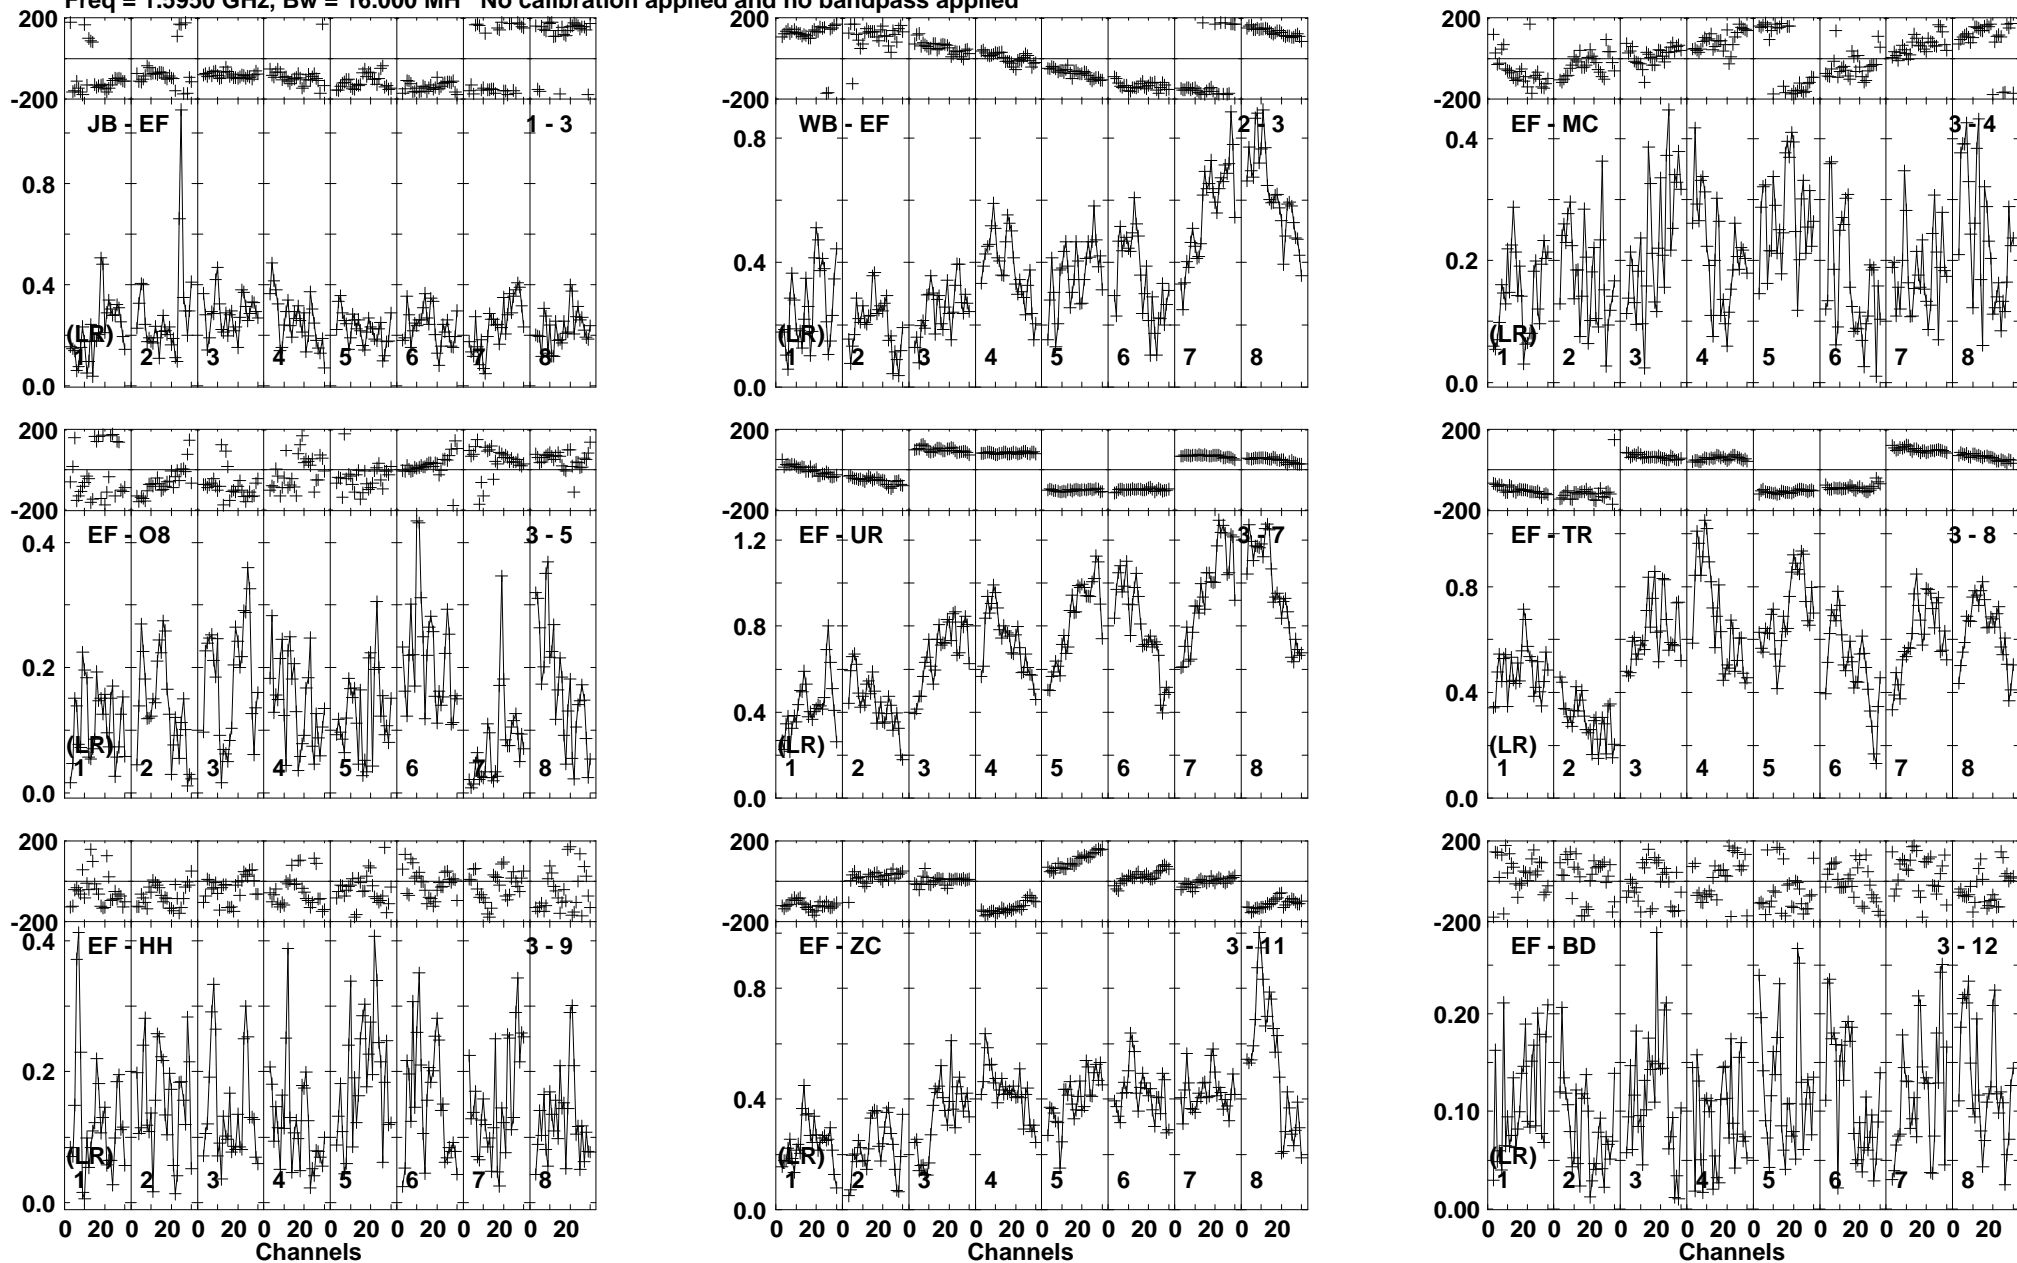 Freq = 1.5950 GHz, Bw = 16.000 MH No calibration applied and no bandpass applied
200 200 200
-200 -200 -200
JB - EF 1 - 3 WB - EF 2 - 3 EF - MC 3 - 4
0.8 0.8 0.4
0.4 0.4 0.2
(LR) (LR) (LR)
1 2 3 4 5 6 7 8 1 2 3 4 5 6 7 8 1 2 3 4 5 6 7 8
0.0 0.0 0.0
200 200 200
-200 -200 -200
EF - O8 3 - 5 EF - UR 3 - 7 EF - TR 3 - 8
0.4 1.2 0.8
0.2 0.8 0.4
0.4
(LR) (LR) (LR)
1 2 3 4 5 6 7 8 1 2 3 4 5 6 7 8 1 2 3 4 5 6 7 8
0.0 0.0 0.0
200 200 200
-200 -200 -200
EF - HH 3 - 9 EF - ZC 3 - 11 EF - BD 3 - 12
0.4 0.8 0.20
0.2 0.4 0.10
(LR) (LR) (LR)
1 2 3 4 5 6 7 8 1 2 3 4 5 6 7 8 1 2 3 4 5 6 7 8
0.0 0.0 0.00
0 20 0 20 0 20 0 20 0 20 0 20 0 20 0 20 0 20 0 20 0 20 0 20 0 20 0 20 0 20 0 20 0 20 0 20 0 20 0 20 0 20 0 20 0 20 0 20
Channels Channels Channels